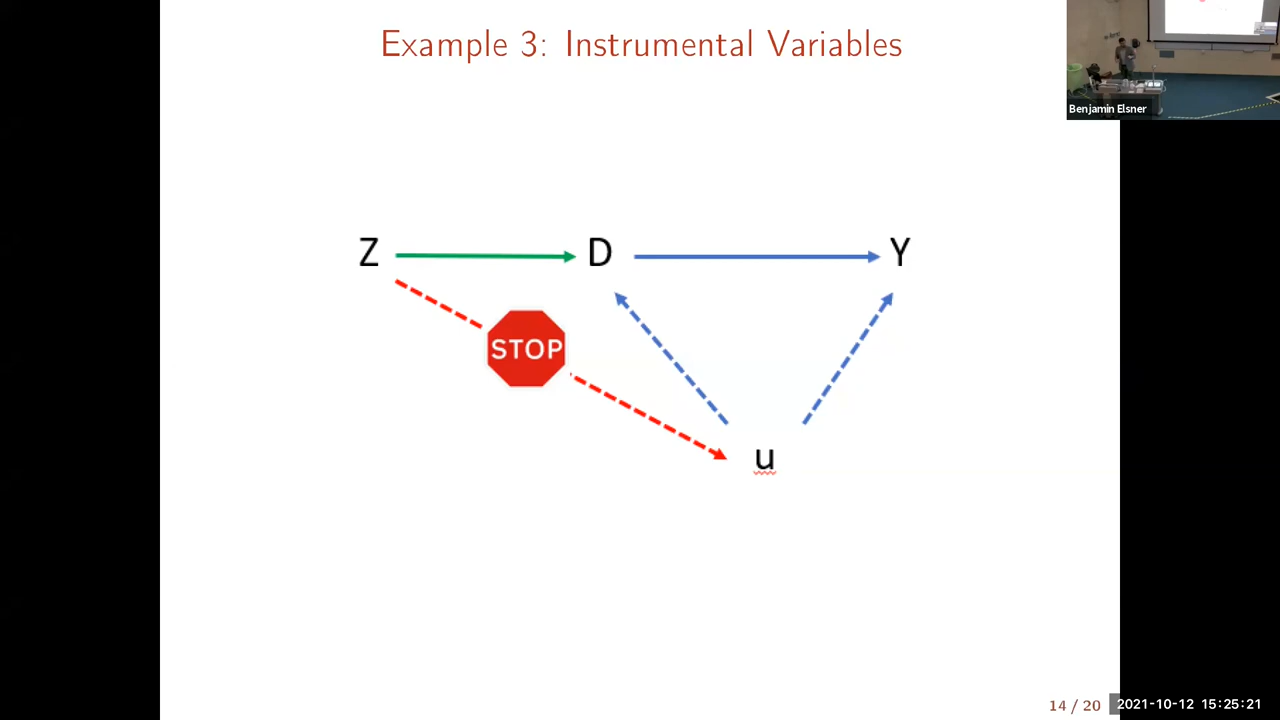 Example 3: Instrumental Variables
Benjamin Elsner
Z D Y
STOP
u
14 / 20
2021-10-12 15:25:21